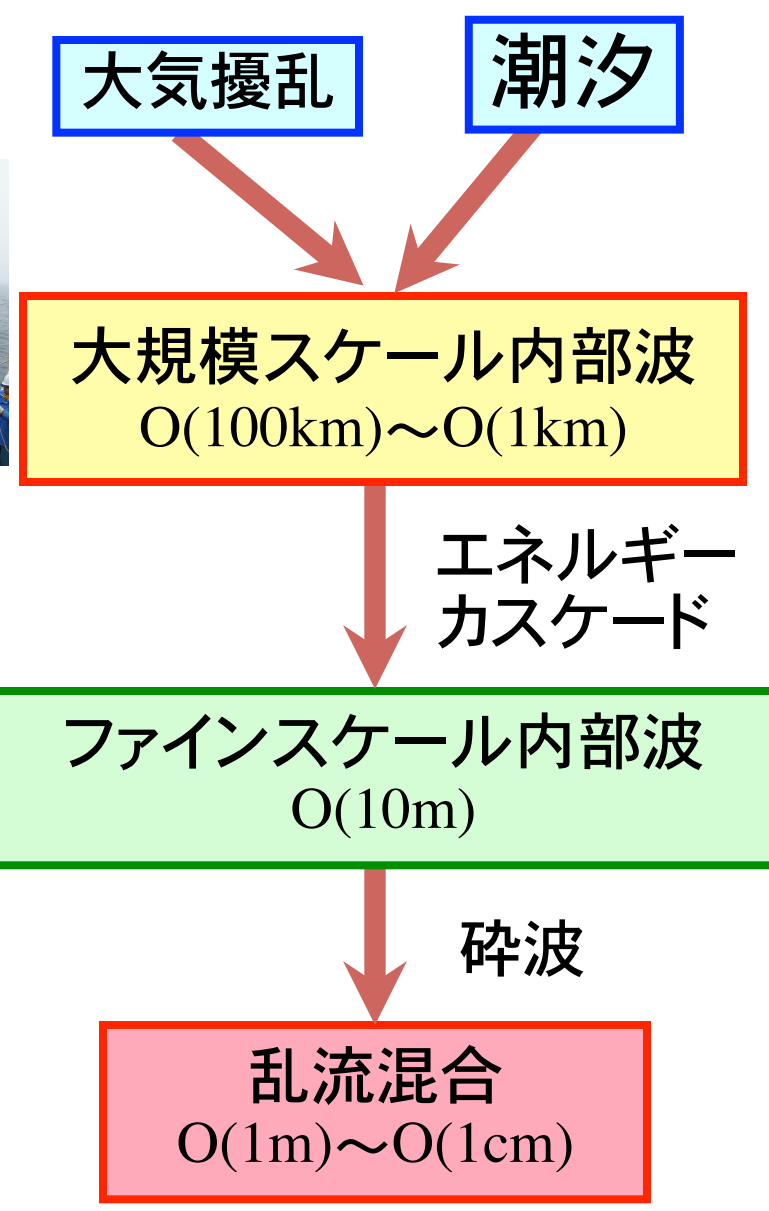 大気擾乱
潮汐
大規模スケール内部波
O(100km)〜O(1km)
エネルギー
カスケード
ファインスケール内部波
O(10m)
砕波
乱流混合
O(1m)〜O(1cm)